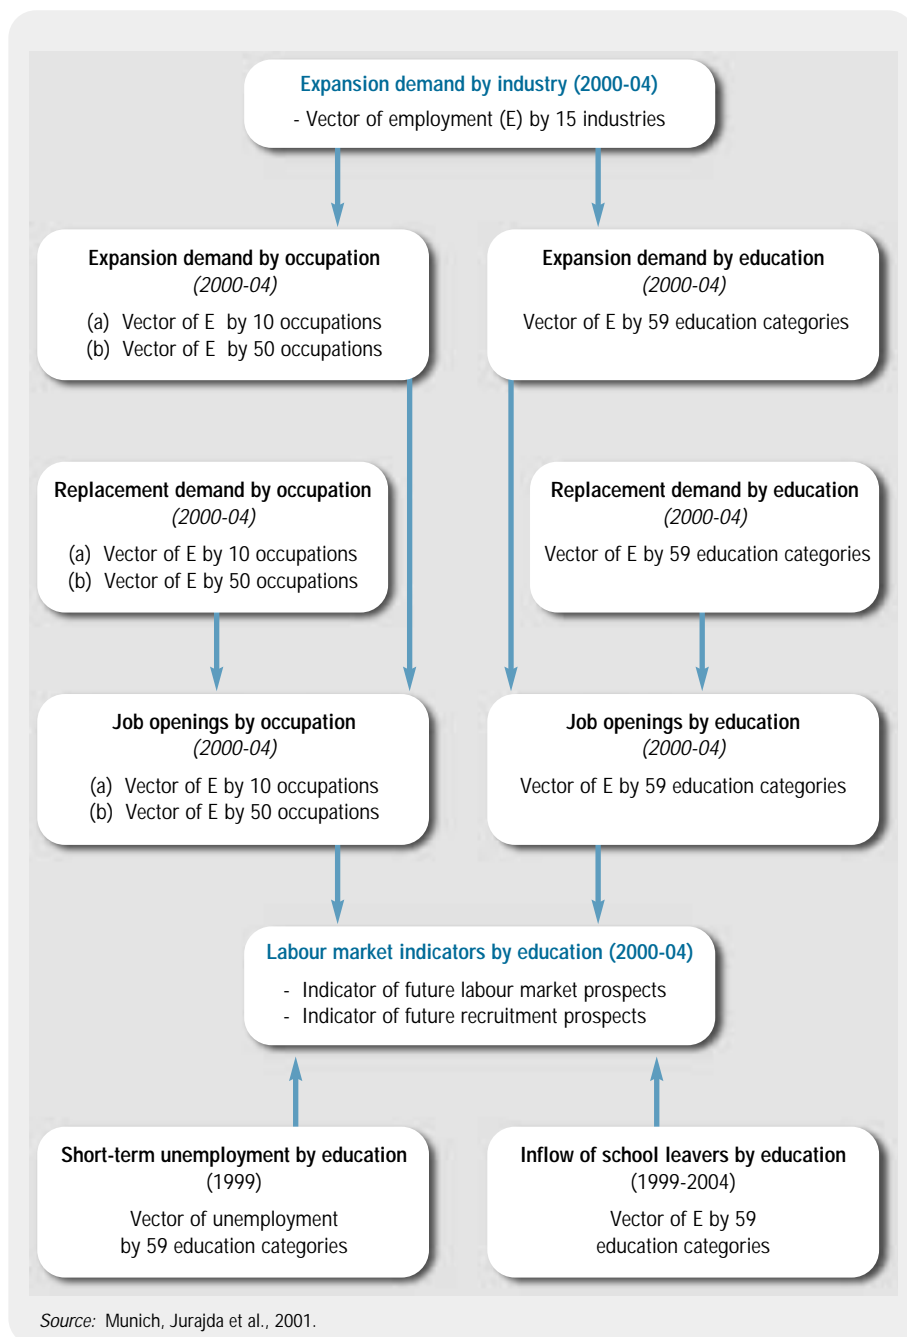 Expansion demand by industry (2000-04)
- Vector of employment (E) by 15 industries
Expansion demand by occupation
(2000-04)
(a) Vector of E by 10 occupations
(b) Vector of E by 50 occupations
Expansion demand by education
(2000-04)
Vector of E by 59 education categories
Replacement demand by occupation
(2000-04)
(a) Vector of E by 10 occupations
(b) Vector of E by 50 occupations
Replacement demand by education
(2000-04)
Vector of E by 59 education categories
Job openings by occupation
(2000-04)
(a) Vector of E by 10 occupations
(b) Vector of E by 50 occupations
Job openings by education
(2000-04)
Vector of E by 59 education categories
Labour market indicators by education (2000-04)
- Indicator of future labour market prospects
- Indicator of future recruitment prospects
Short-term unemployment by education
(1999)
Vector of unemployment
by 59 education categories
Inflow of school leavers by education
(1999-2004)
Vector of E by 59
education categories
Source: Munich, Jurajda et al., 2001.